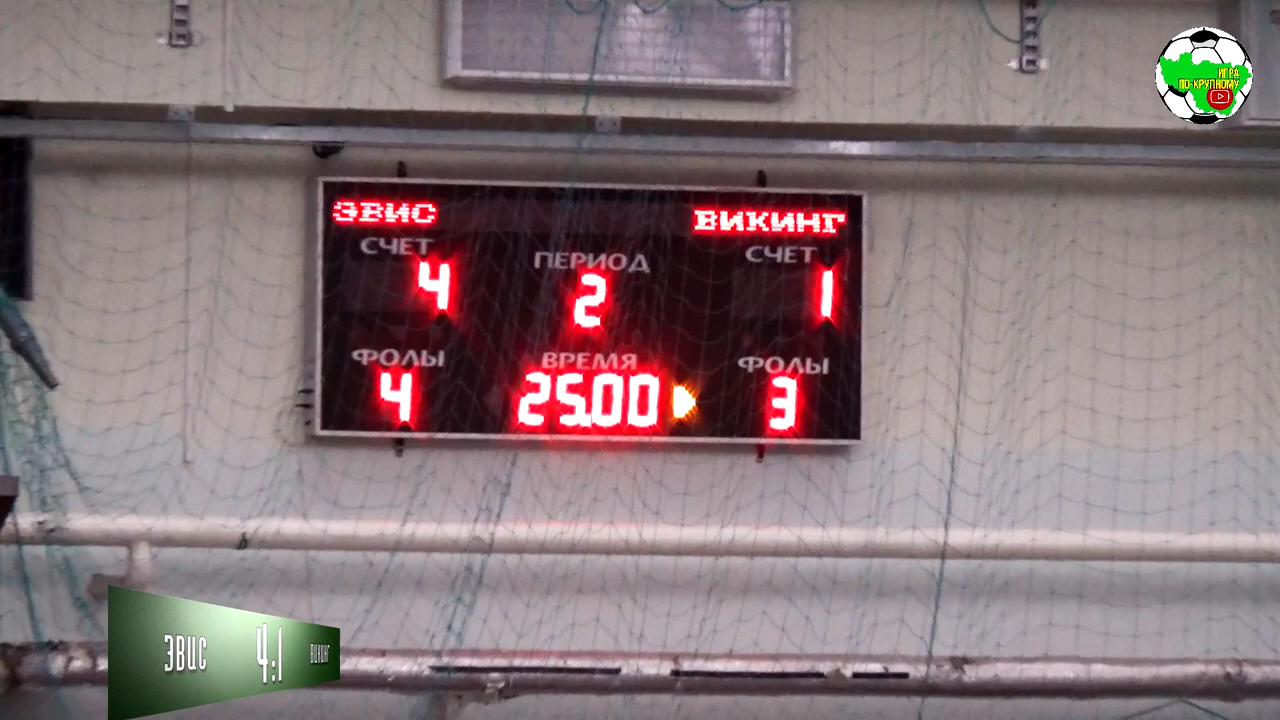 ИГРА
ПО-КРУПНОМУ
ЭВИС ВИКИНГ
СЧЕТ ПЕРИОД СЧЕТ
4 2 1
ФОЛЫ ВРЕМЯ ФОЛЫ
4 25.00 3
ЭВИС 4:1 ВИКИНГ